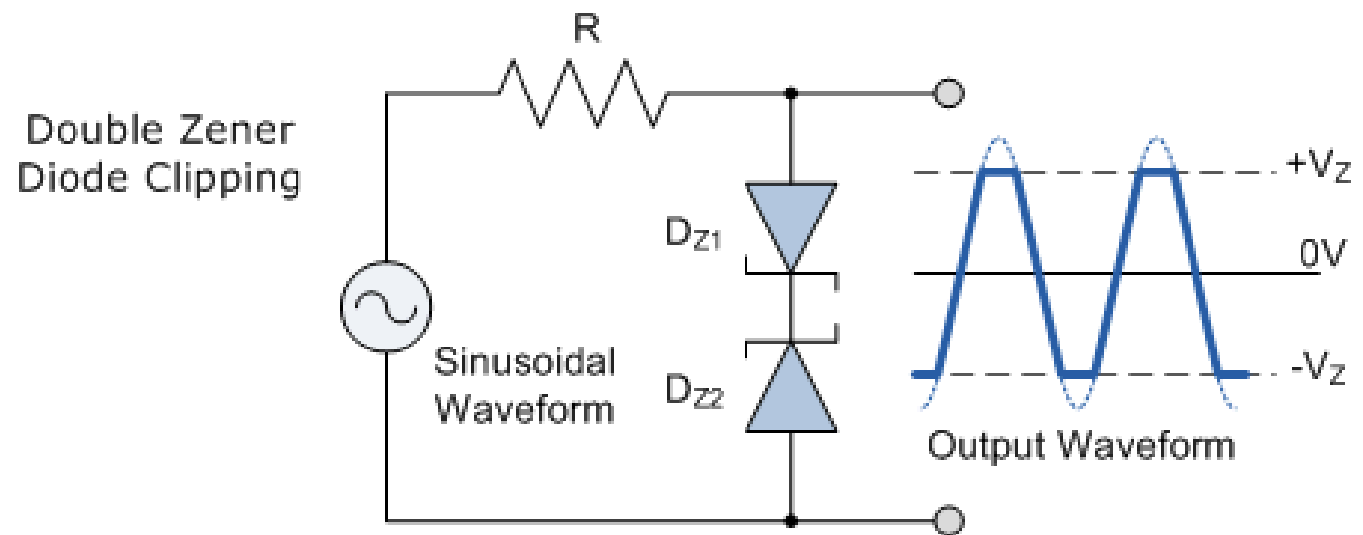 R
Double Zener
Diode Clipping
+VZ
DZ1
0V
Sinusoidal
Waveform
-VZ
DZ2
Output Waveform